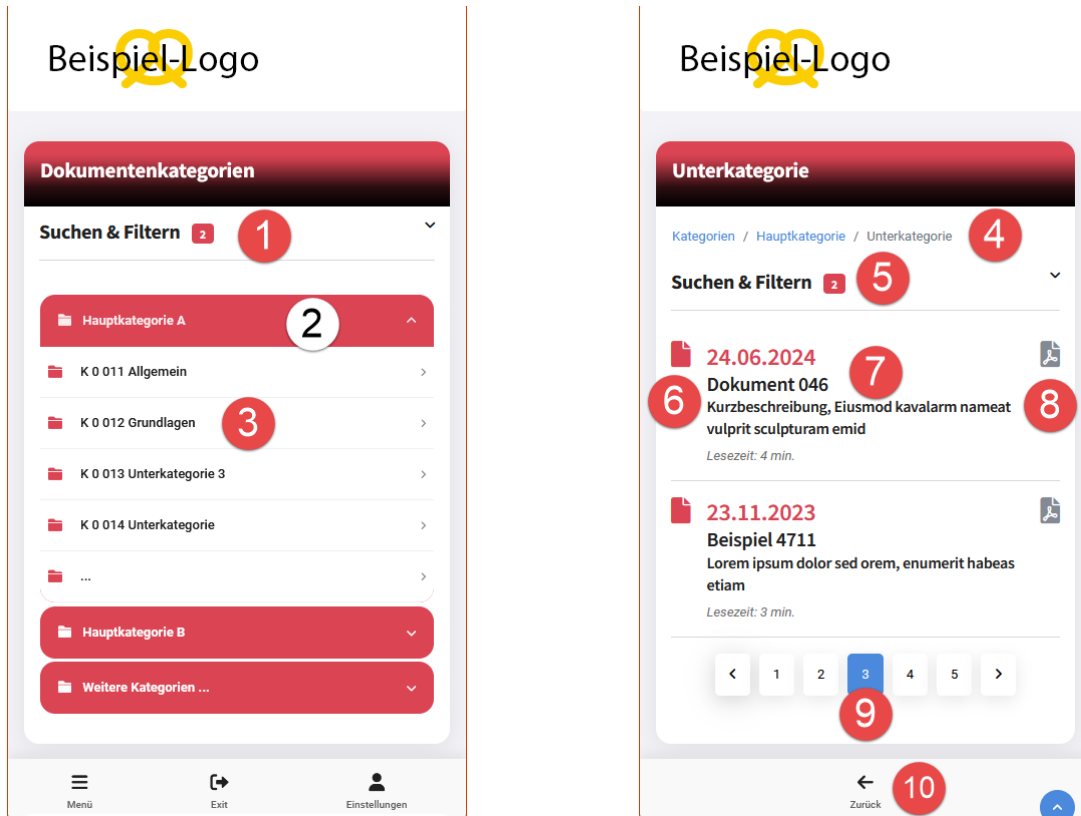 Beispiel-Logo
Dokumentenkategorien
Suchen & Filtern 2
1
Hauptkategorie A
2
K 0 011 Allgemein
K 0 012 Grundlagen
3
K 0 013 Unterkategorie 3
K 0 014 Unterkategorie
...
Hauptkategorie B
Weitere Kategorien ...
Menü
Exit
Einstellungen
Beispiel-Logo
Unterkategorie
Kategorien / Hauptkategorie / Unterkategorie
4
Suchen & Filtern 2
5
24.06.2024
7
Dokument 046
6
Kurzbeschreibung, Eiusmod kavalarm nameat
8
vulprit sculpturam emid
Lesezeit: 4 min.
23.11.2023
Beispiel 4711
Lorem ipsum dolor sed orem, enumerit habeas
etiam
Lesezeit: 3 min.
1 2 3 4 5
9
Zurück
10